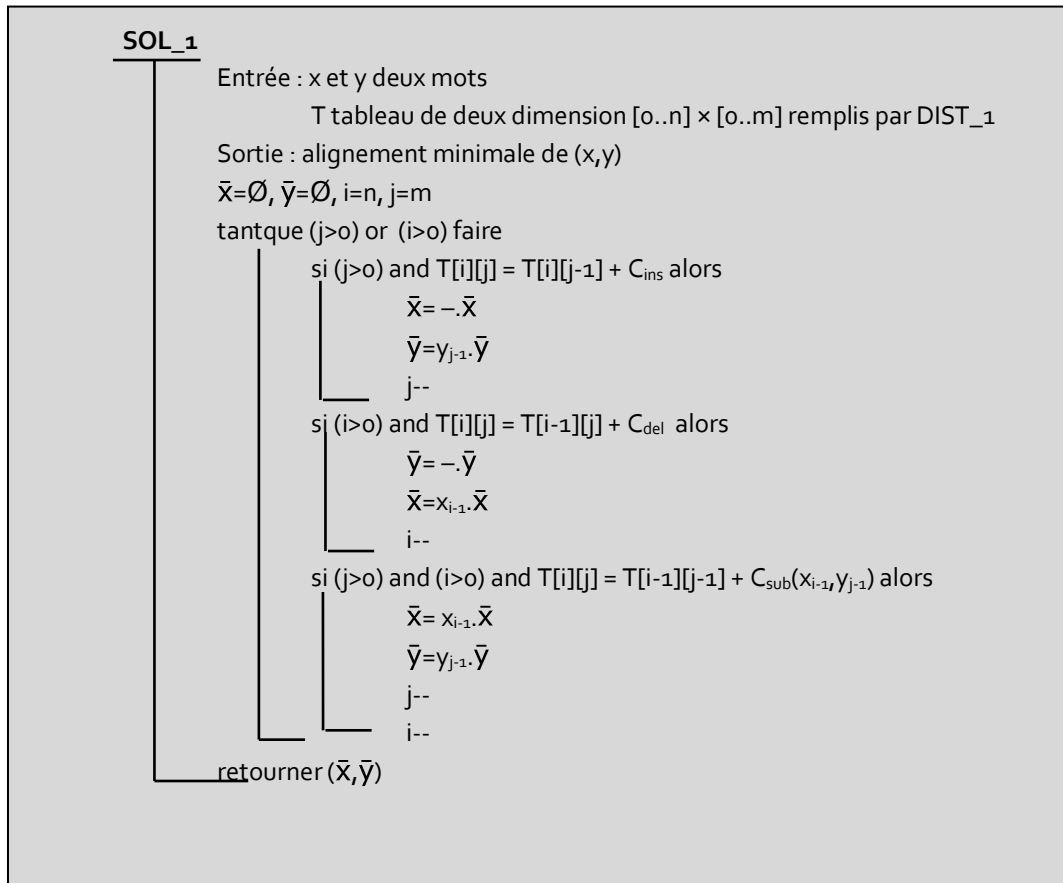 SOL_1
Entrée : x et y deux mots
T tableau de deux dimension [0..n] × [0..m] remplis par DIST_1
Sortie : alignement minimale de (x,y)
x̄=Ø, ȳ=Ø, i=n, j=m
tantque (j>0) or (i>0) faire
si (j>0) and T[i][j] = T[i][j-1] + Cins alors
x̄= –.x̄
ȳ=yj-1.ȳ
j--
si (i>0) and T[i][j] = T[i-1][j] + Cdel alors
ȳ= –.ȳ
x̄=xi-1.x̄
i--
si (j>0) and (i>0) and T[i][j] = T[i-1][j-1] + Csub(xi-1,yj-1) alors
x̄= xi-1.x̄
ȳ=yj-1.ȳ
j--
i--
retourner (x̄,ȳ)